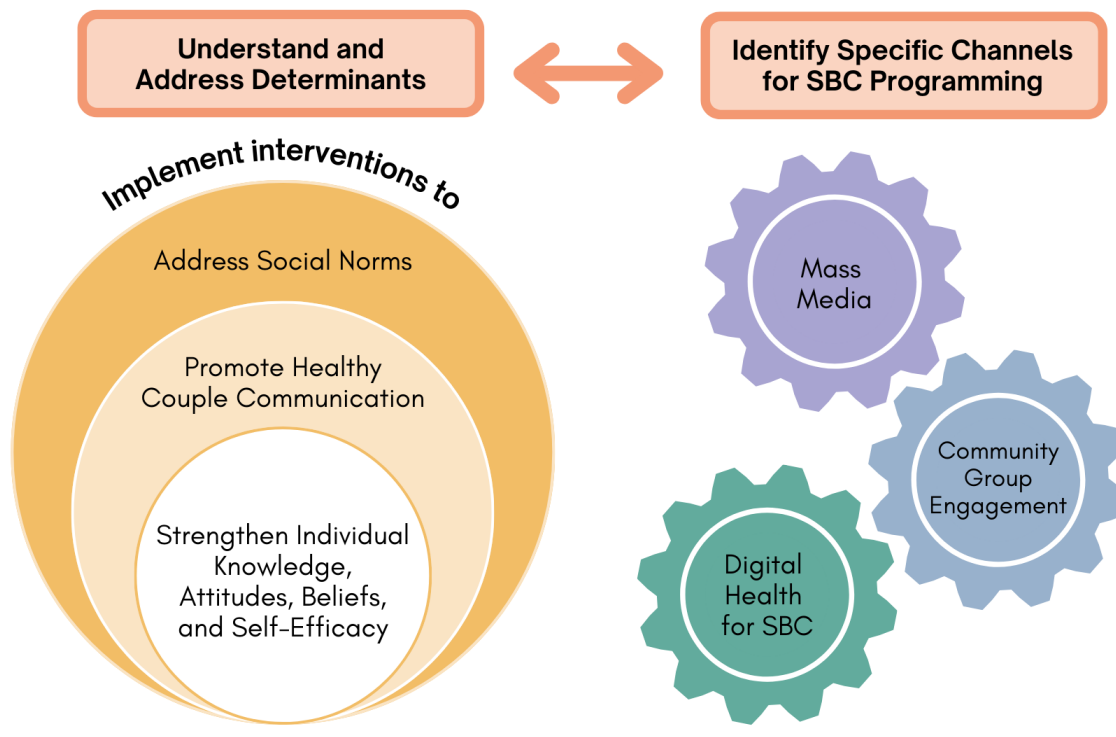 Understand and
Address Determinants
Identify Specific Channels
for SBC Programming
Implement interventions to
Address Social Norms
Promote Healthy
Couple Communication
Strengthen Individual
Knowledge,
Attitudes, Beliefs,
and Self-Efficacy
Mass
Media
Community
Group
Engagement
Digital
Health
for SBC